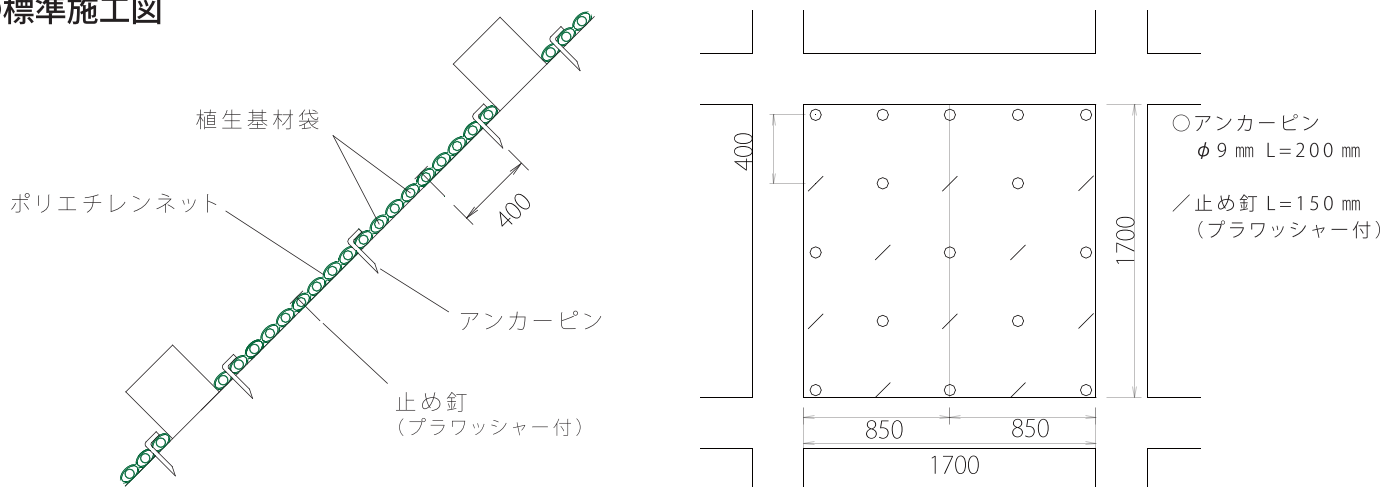 標準施工図
植生基材袋
ポリエチレンネット
400
アンカーピン
止め釘
（プラワッシャー付）
400
1700
850
850
1700
○アンカーピン
φ9㎜ L=200㎜
／止め釘 L=150㎜
（プラワッシャー付）